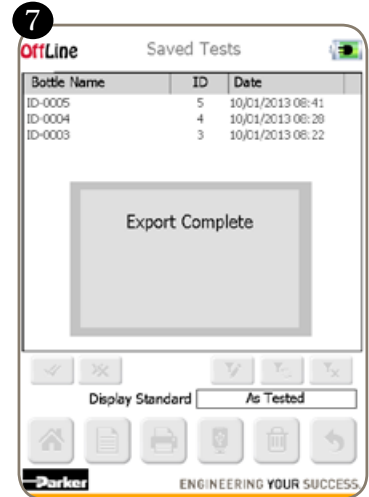 7
OffLine Saved Tests
Bottle Name ID Date
ID-0005 5 10/01/2013 08:41
ID-0004 4 10/01/2013 08:28
ID-0003 3 10/01/2013 08:22
Export Complete
Display Standard As Tested
Parker ENGINEERING YOUR SUCCESS.